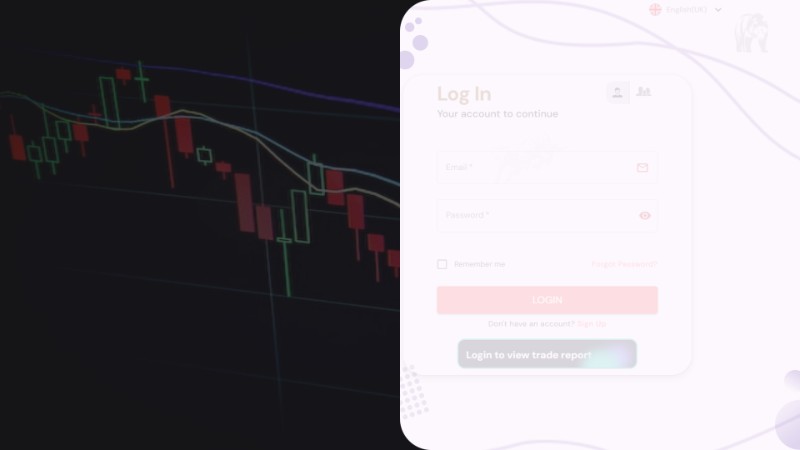 English(UK)
Log In
Your account to continue
Email *
Password *
Remember me
Forgot Password?
LOGIN
Don't have an account? Sign Up
Login to view trade report